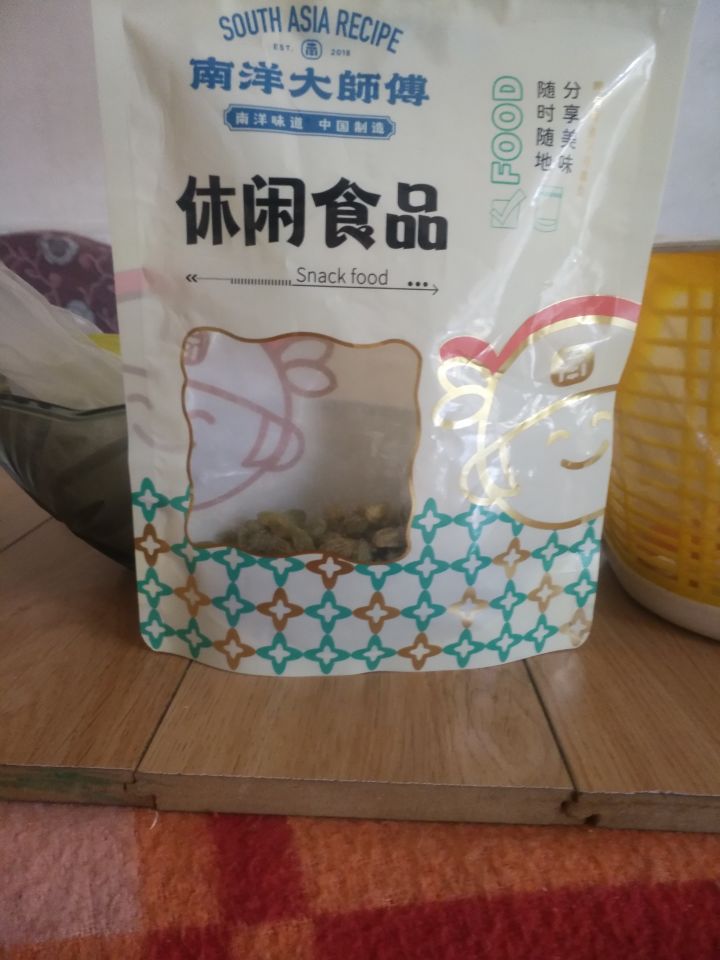 SOUTH ASIA RECIPE
EST. 南 2018
南洋大師傅
南洋味道 中国制造
FOOD
分享美味
随时随地
休闲食品
Snack food